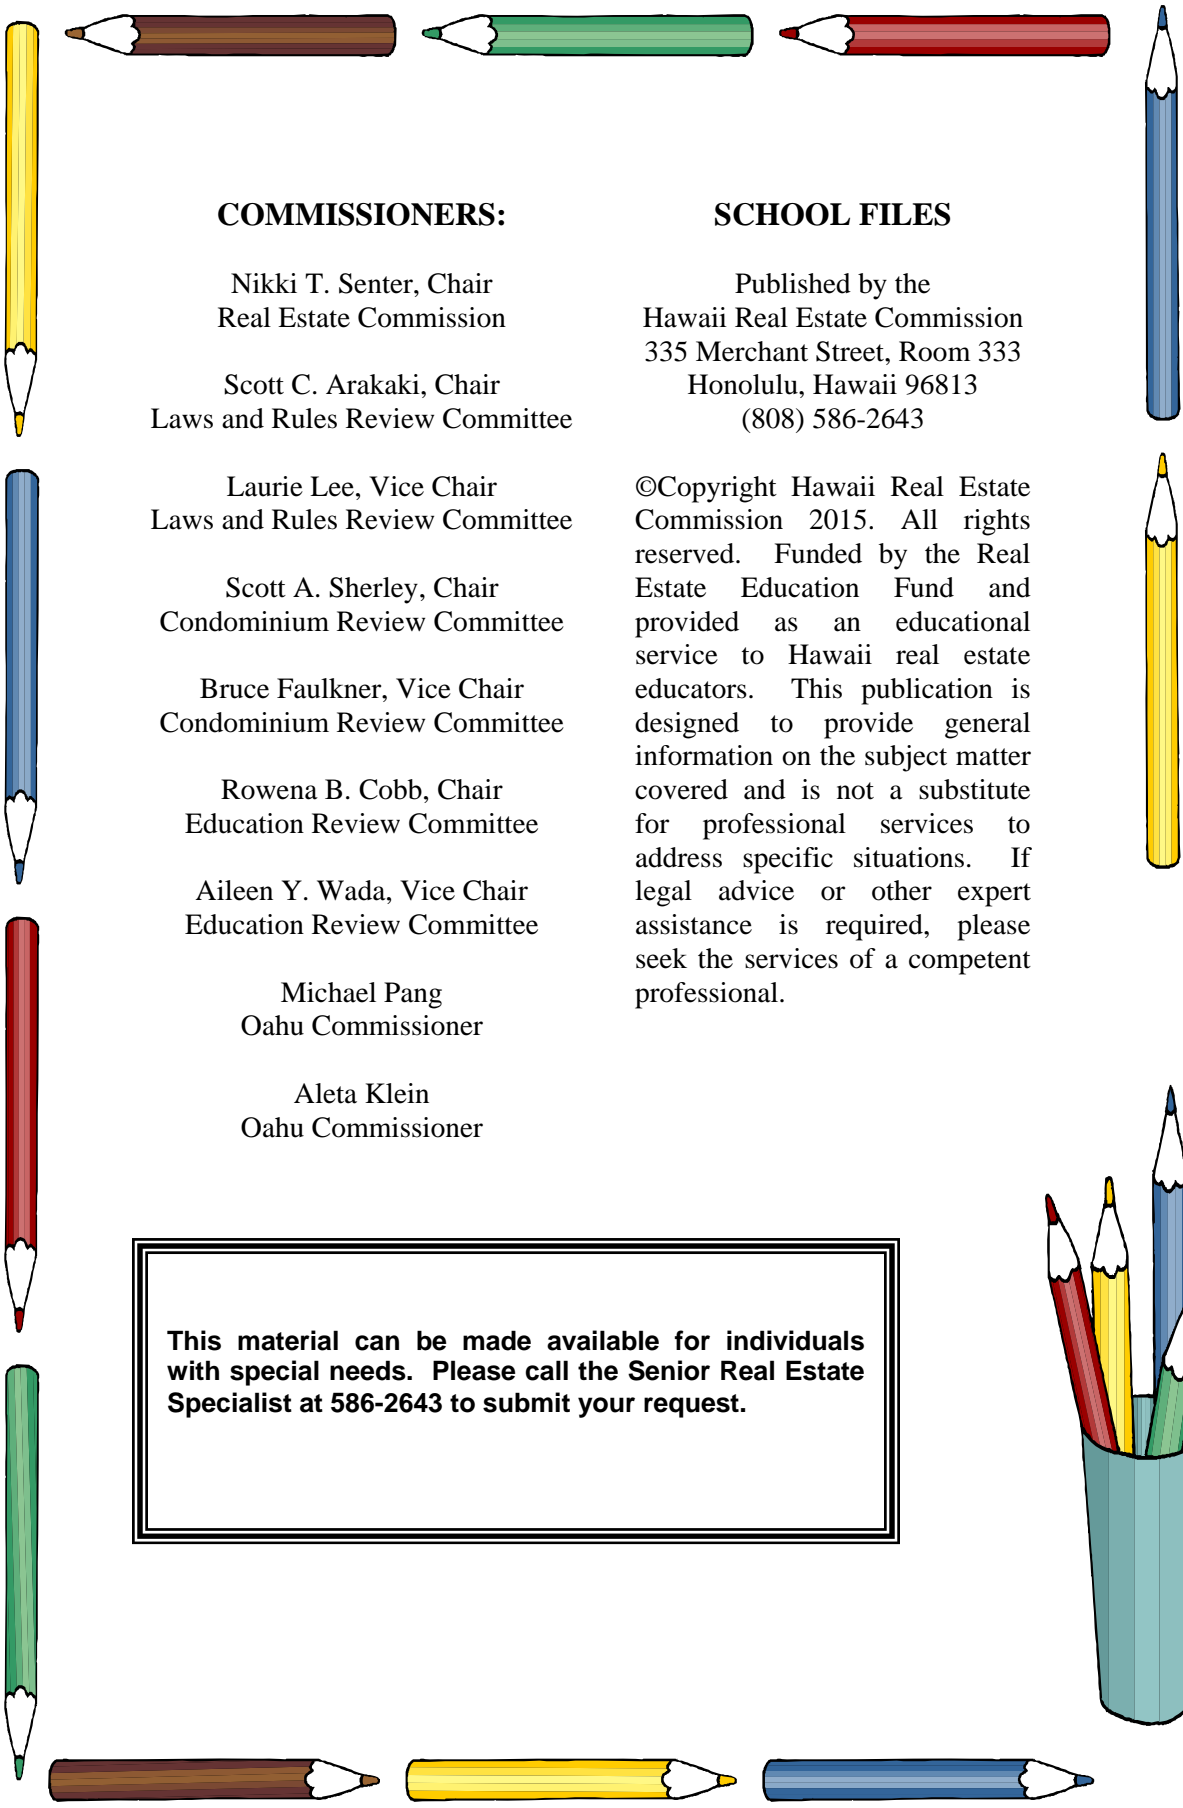 COMMISSIONERS:
Nikki T. Senter, Chair
Real Estate Commission
Scott C. Arakaki, Chair
Laws and Rules Review Committee
Laurie Lee, Vice Chair
Laws and Rules Review Committee
Scott A. Sherley, Chair
Condominium Review Committee
Bruce Faulkner, Vice Chair
Condominium Review Committee
Rowena B. Cobb, Chair
Education Review Committee
Aileen Y. Wada, Vice Chair
Education Review Committee
Michael Pang
Oahu Commissioner
Aleta Klein
Oahu Commissioner
SCHOOL FILES
Published by the
Hawaii Real Estate Commission
335 Merchant Street, Room 333
Honolulu, Hawaii 96813
(808) 586-2643
©Copyright Hawaii Real Estate
Commission 2015. All rights
reserved. Funded by the Real
Estate Education Fund and
provided as an educational
service to Hawaii real estate
educators. This publication is
designed to provide general
information on the subject matter
covered and is not a substitute
for professional services to
address specific situations. If
legal advice or other expert
assistance is required, please
seek the services of a competent
professional.
This material can be made available for individuals
with special needs. Please call the Senior Real Estate
Specialist at 586-2643 to submit your request.